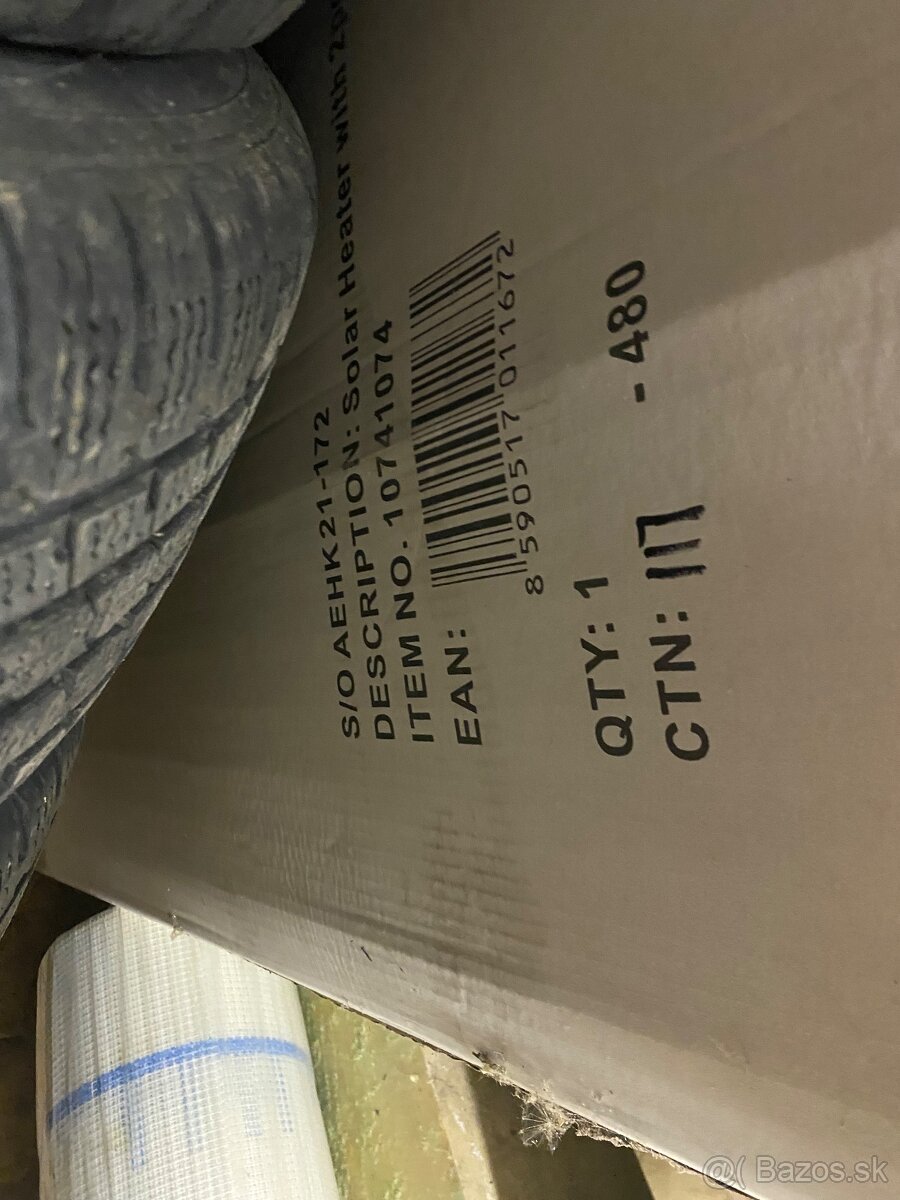 S/O AEHK21-172
DESCRIPTION: Solar Heater with
ITEM NO. 10741074
EAN:
8 590517 011672
QTY: 1
CTN: 117 - 480
@( Bazos.sk